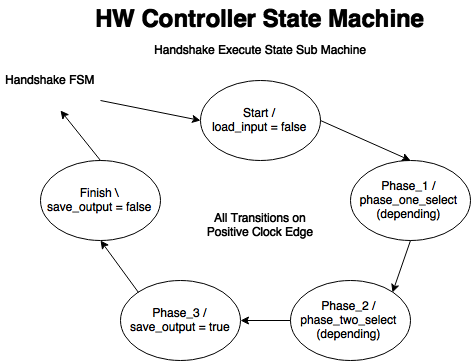 HW Controller State Machine
Handshake Execute State Sub Machine
Handshake FSM
Start /
load_input = false
Phase_1 /
phase_one_select
(depending)
Finish \
save_output = false
All Transitions on
Positive Clock Edge
Phase_3 /
save_output = true
Phase_2 /
phase_two_select
(depending)